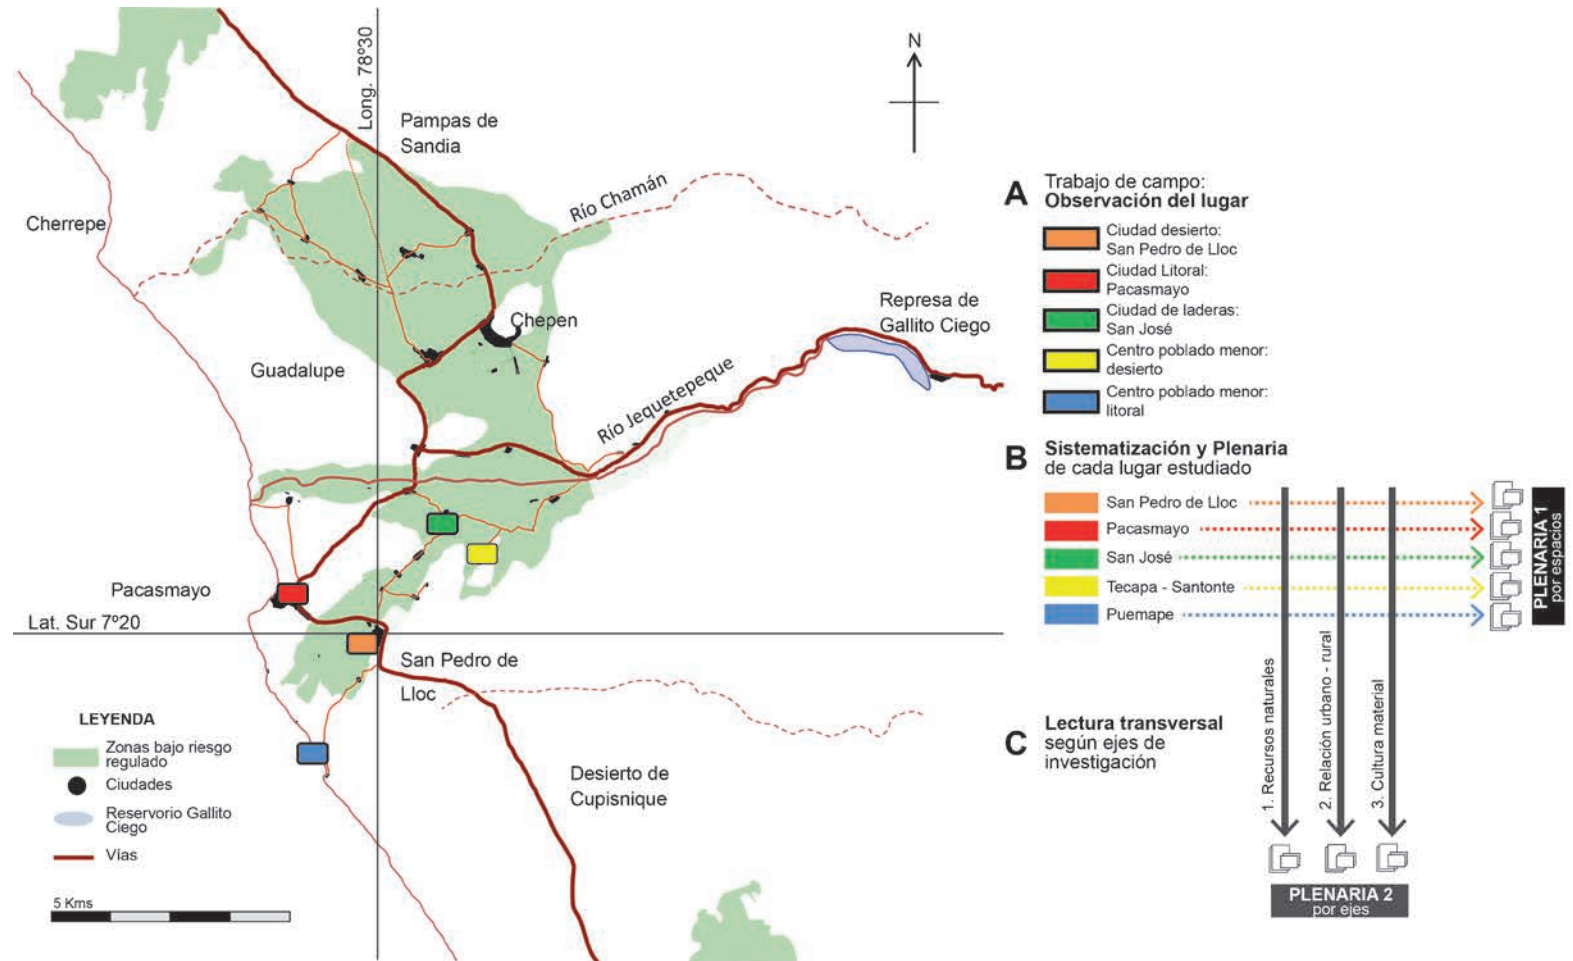 Long. 78º30
Pampas de
Sandia
N
Río Chamán
Cherrepe
Represa de
Gallito Ciego
Chepen
Guadalupe
Río Jequetepeque
Pacasmayo
Lat. Sur 7º20
San Pedro de
Lloc
Desierto de
Cupisnique
LEYENDA
Zonas bajo riesgo
regulado
Ciudades
Reservorio Gallito
Ciego
Vías
5 Kms
A
Trabajo de campo:
Observación del lugar
Ciudad desierto:
San Pedro de Lloc
Ciudad Litoral:
Pacasmayo
Ciudad de laderas:
San José
Centro poblado menor:
desierto
Centro poblado menor:
litoral
B
Sistematización y Plenaria
de cada lugar estudiado
San Pedro de Lloc
Pacasmayo
San José
Tecapa - Santonte
Puemape
PLENARIA 1
por espacios
C
Lectura transversal
según ejes de
investigación
1. Recursos naturales
2. Relación urbano - rural
3. Cultura material
PLENARIA 2
por ejes